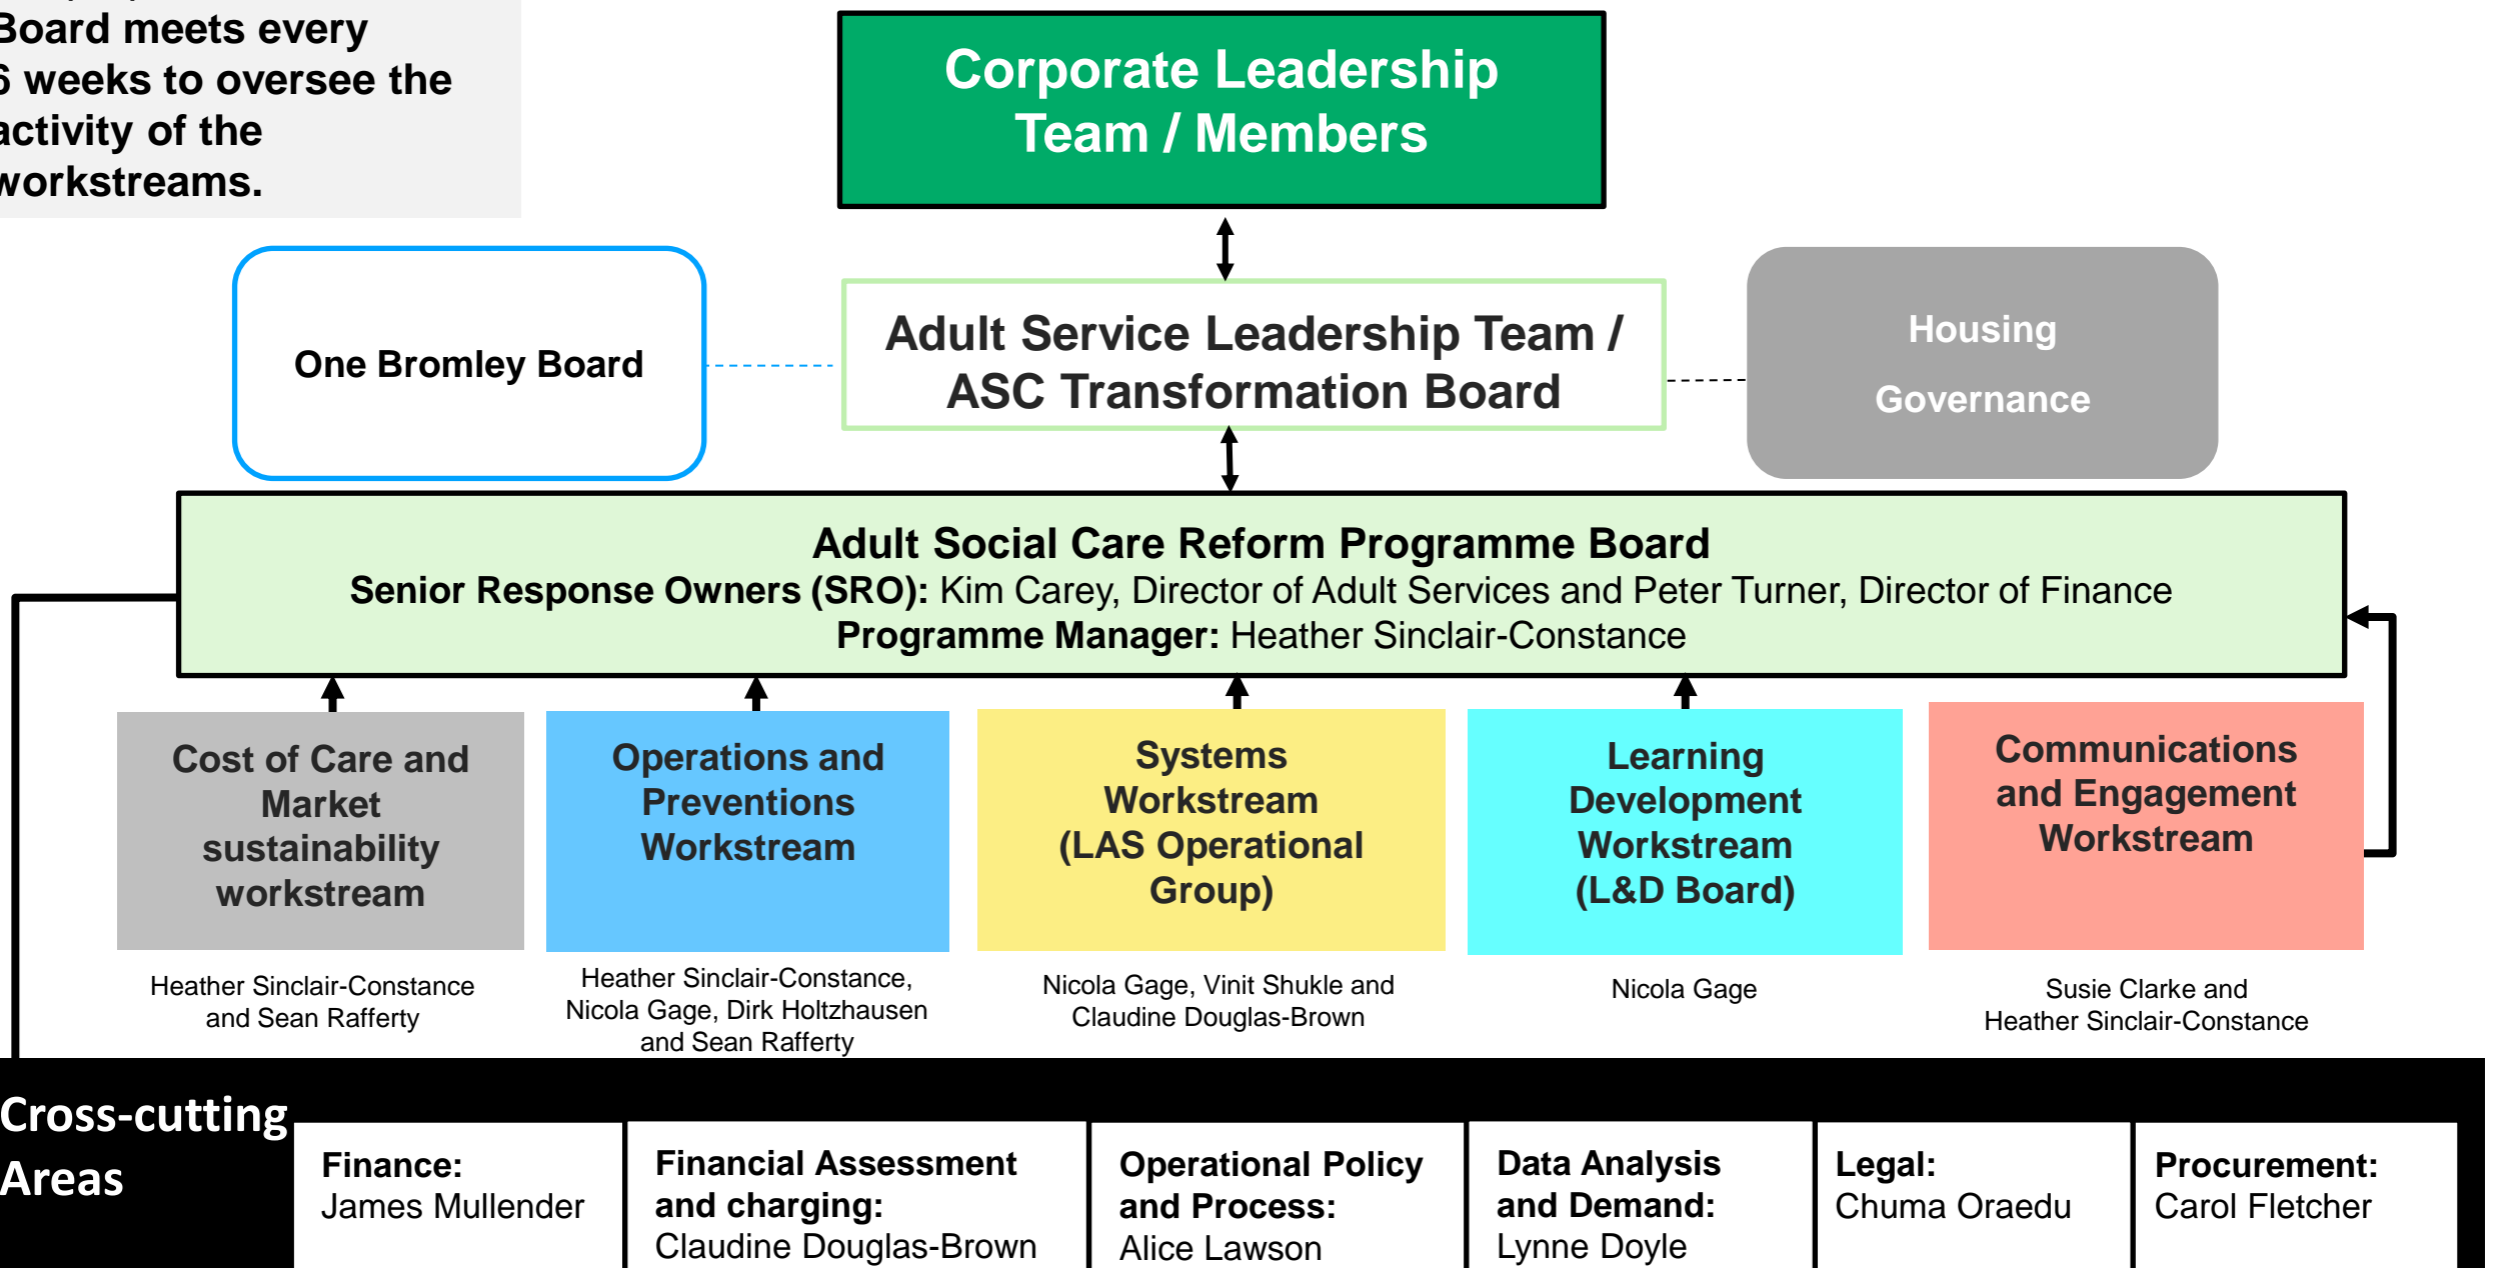 Board meets every
6 weeks to oversee the
activity of the
workstreams.
Corporate Leadership
Team / Members
One Bromley Board
Adult Service Leadership Team /
ASC Transformation Board
Housing
Governance
Adult Social Care Reform Programme Board
Senior Response Owners (SRO): Kim Carey, Director of Adult Services and Peter Turner, Director of Finance
Programme Manager: Heather Sinclair-Constance
Cost of Care and
Market
sustainability
workstream
Heather Sinclair-Constance
and Sean Rafferty
Operations and
Preventions
Workstream
Heather Sinclair-Constance,
Nicola Gage, Dirk Holtzhausen
and Sean Rafferty
Systems
Workstream
(LAS Operational
Group)
Nicola Gage, Vinit Shukle and
Claudine Douglas-Brown
Learning
Development
Workstream
(L&D Board)
Nicola Gage
Communications
and Engagement
Workstream
Susie Clarke and
Heather Sinclair-Constance
Cross-cutting
Areas
Finance:
James Mullender
Financial Assessment
and charging:
Claudine Douglas-Brown
Operational Policy
and Process:
Alice Lawson
Data Analysis
and Demand:
Lynne Doyle
Legal:
Chuma Oraedu
Procurement:
Carol Fletcher